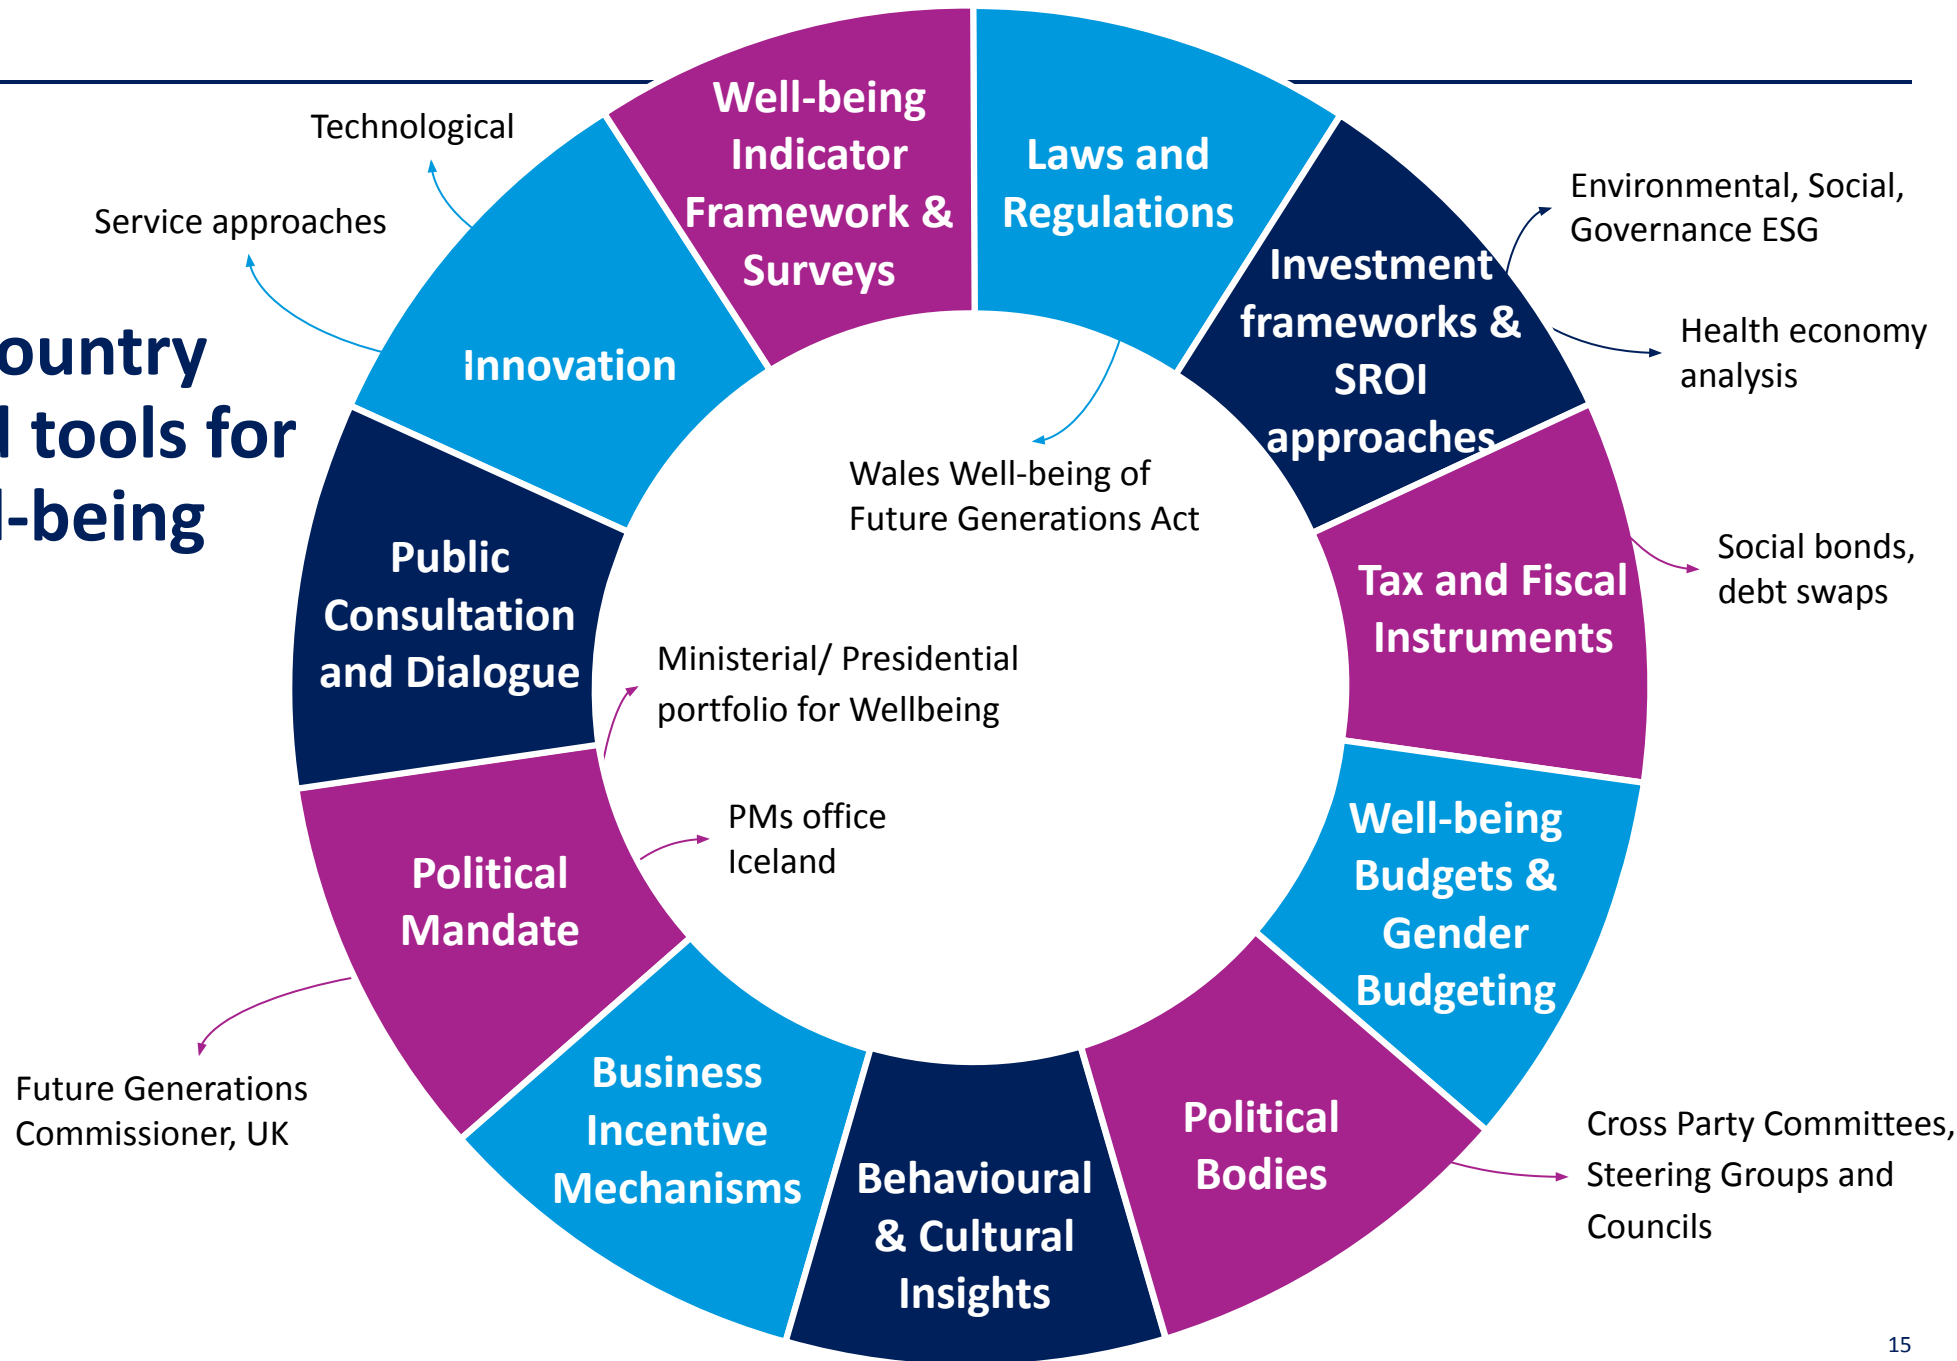 ountry
tools for
-being
Technological
Service approaches
Well-being
Indicator
Framework &
Surveys
Laws and
Regulations
Investment
frameworks &
SROI
approaches
Environmental, Social,
Governance ESG
Health economy
analysis
Innovation
Wales Well-being of
Future Generations Act
Tax and Fiscal
Instruments
Social bonds,
debt swaps
Public
Consultation
and Dialogue
Ministerial/ Presidential
portfolio for Wellbeing
PMs office
Iceland
Well-being
Budgets &
Gender
Budgeting
Political
Mandate
Future Generations
Commissioner, UK
Business
Incentive
Mechanisms
Behavioural
& Cultural
Insights
Political
Bodies
Cross Party Committees,
Steering Groups and
Councils
15